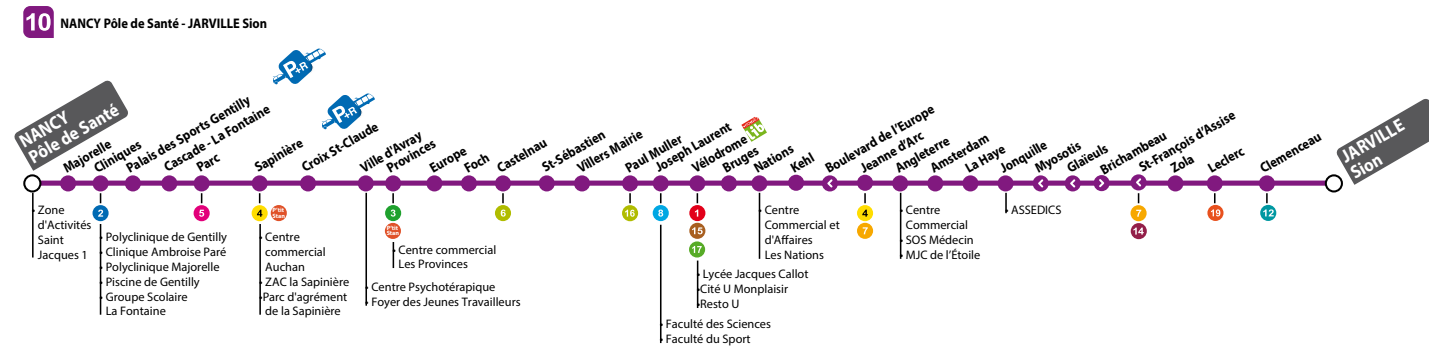 10 NANCY Pôle de Santé - JARVILLE Sion
P+R
P+R
NANCY
Pôle de Santé
Majorelle
Cliniques
Palais des Sports Gentilly
Cascade - La Fontaine
Parc
Sapinière
Croix St-Claude
Ville d'Avray
Provinces
Europe
Foch
Castelnau
St-Sébastien
Villers Mairie
Paul Muller
Joseph Laurent
Vélodrome
Lib
Bruges
Nations
Kehl
Boulevard de l'Europe
Jeanne d'Arc
Angleterre
Amsterdam
La Haye
Jonquille
Myosotis
Glaïeuls
Brichambeau
St-François d'Assise
Zola
Leclerc
Clemenceau
JARVILLE
Sion
Zone
d'Activités
Saint
Jacques 1
2
Polyclinique de Gentilly
Clinique Ambroise Paré
Polyclinique Majorelle
Piscine de Gentilly
Groupe Scolaire
La Fontaine
5
4 P'tit Stan
Centre
commercial
Auchan
ZAC la Sapinière
Parc d'agrément
de la Sapinière
Centre Psychotérapique
Foyer des Jeunes Travailleurs
3
P'tit Stan
Centre commercial
Les Provinces
6
16
8
Faculté des Sciences
Faculté du Sport
1
15
17
Lycée Jacques Callot
Cité U Monplaisir
Resto U
Centre
Commercial et
d'Affaires
Les Nations
4
7
Centre
Commercial
SOS Médecin
MJC de l'Étoile
ASSEDICS
7
14
19
12